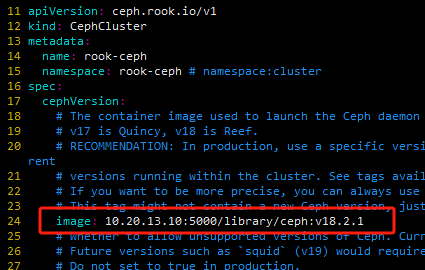 11 apiVersion: ceph.rook.io/v1
12 kind: CephCluster
13 metadata:
14   name: rook-ceph
15   namespace: rook-ceph # namespace:cluster
16 spec:
17   cephVersion:
18     # The container image used to launch the Ceph daemon
19     # v17 is Quincy, v18 is Reef.
20     # RECOMMENDATION: In production, use a specific versi
rent
21     # versions running within the cluster. See tags avail
22     # If you want to be more precise, you can always use
23     # This tag might not contain a new Ceph version, just
24     image: 10.20.13.10:5000/library/ceph:v18.2.1
25     # Whether to allow unsupported versions of Ceph. Curr
26     # Future versions such as `squid` (v19) would require
27     # Do not set to true in production.